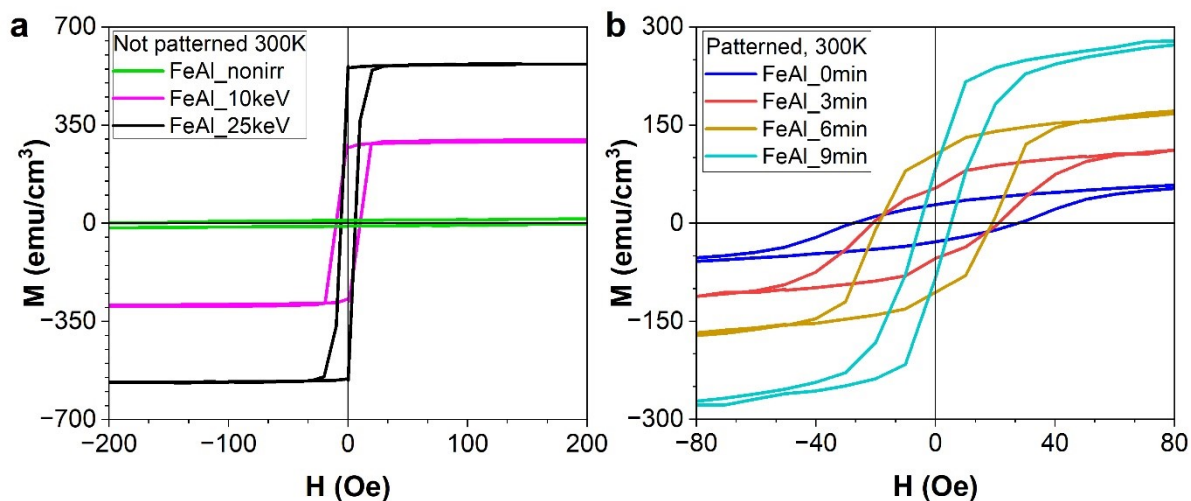 a
Not patterned 300K
FeAl_nonirr
FeAl_10keV
FeAl_25keV
M (emu/cm³)
700
350
0
−350
−700
−200
−100
0
100
200
H (Oe)
b
Patterned, 300K
FeAl_0min
FeAl_3min
FeAl_6min
FeAl_9min
M (emu/cm³)
300
150
0
−150
−300
−80
−40
0
40
80
H (Oe)